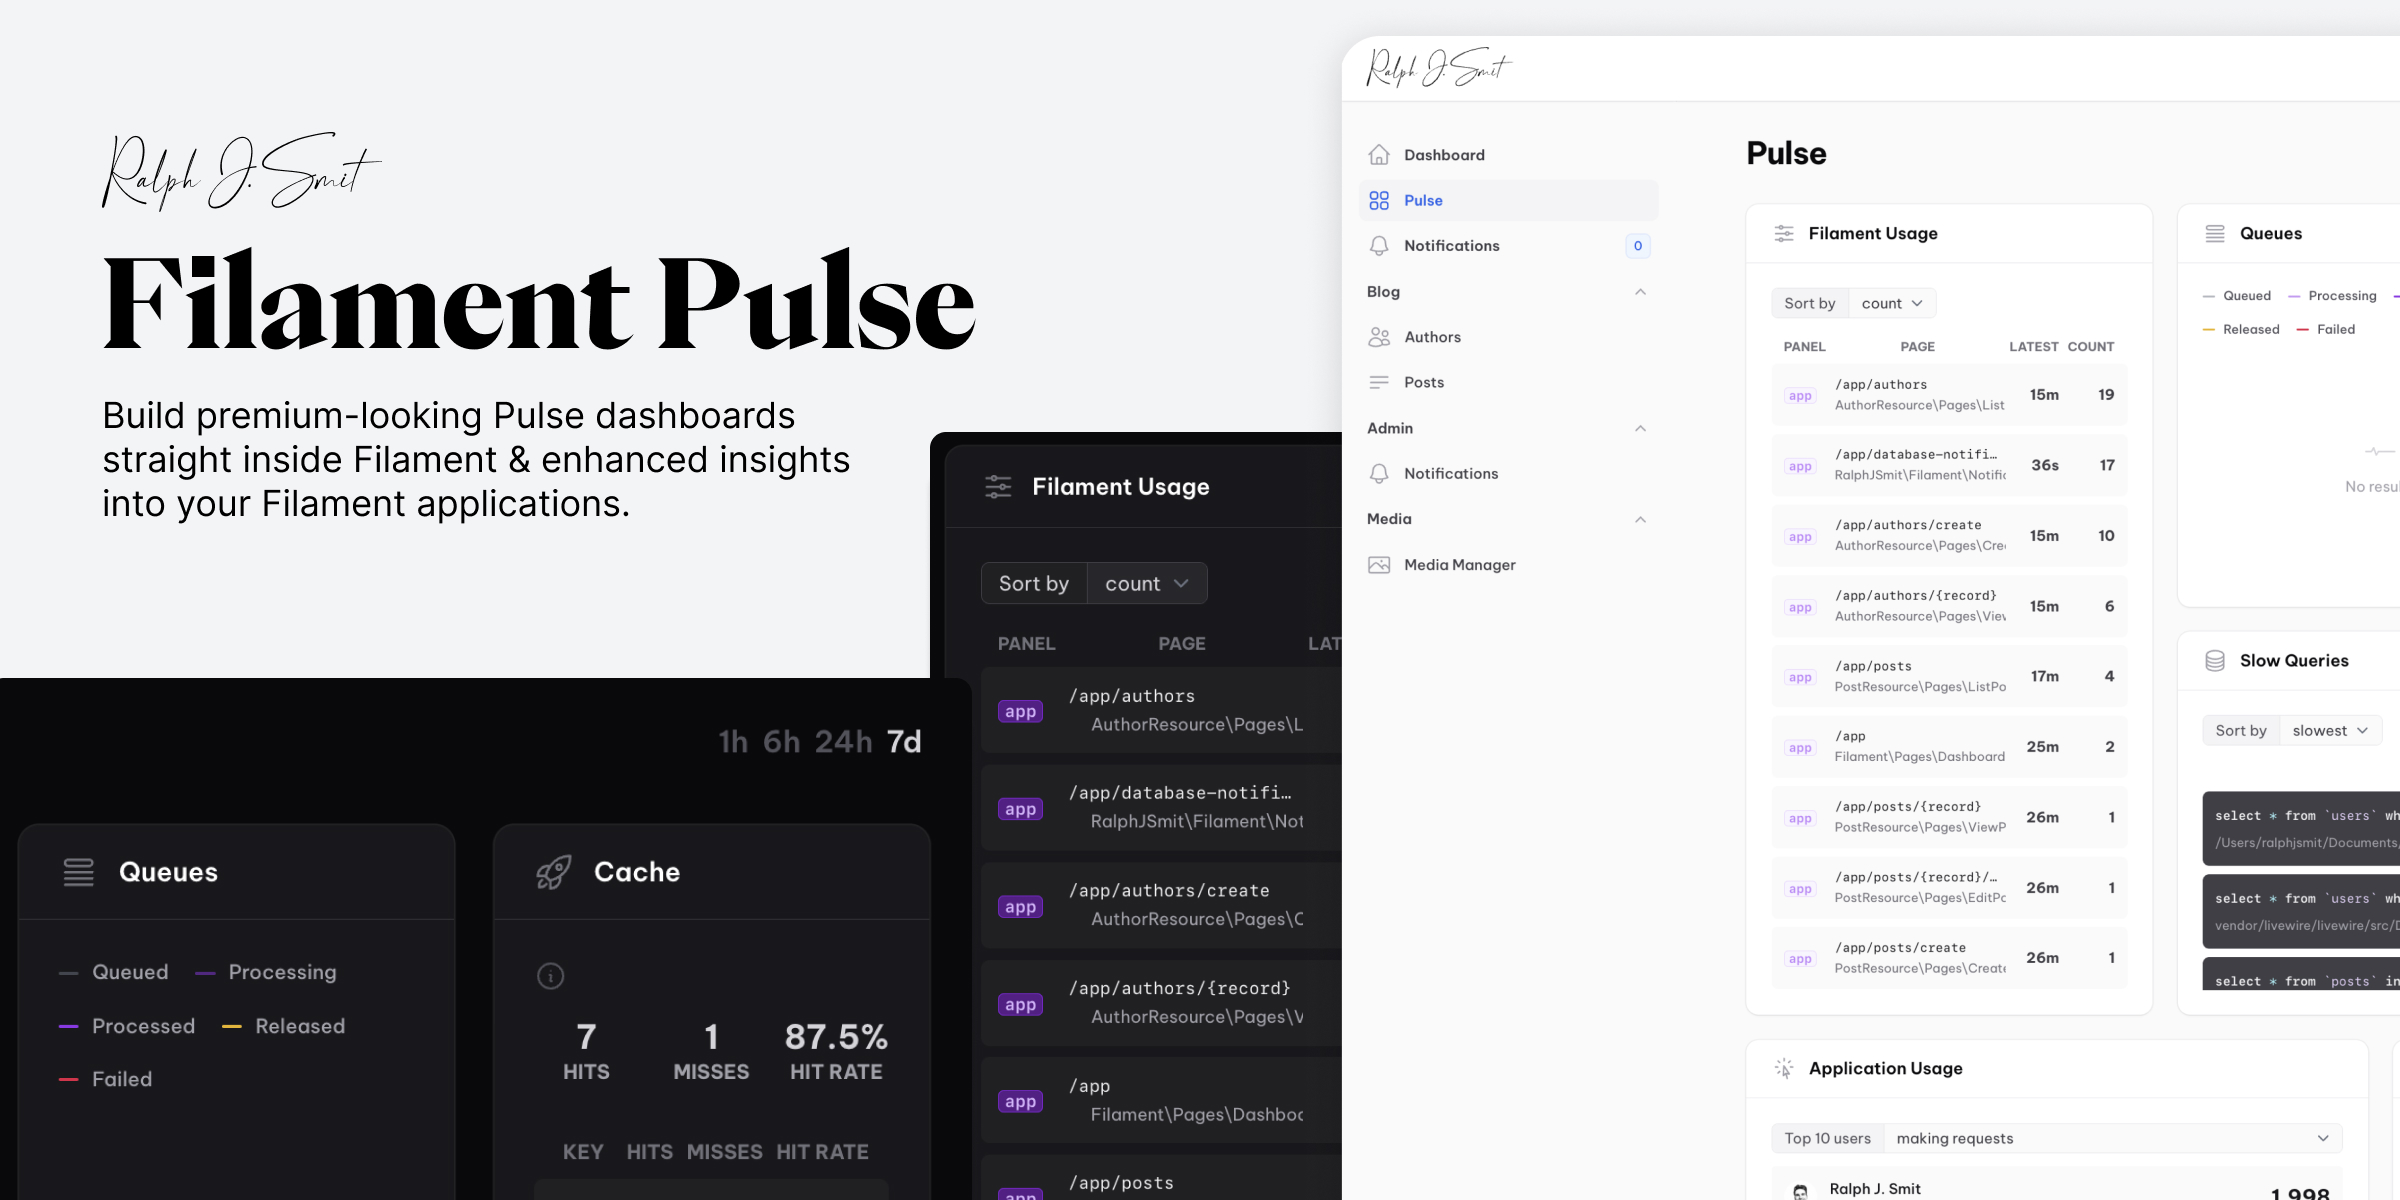 Ralph J. Smit
Filament Pulse
Build premium-looking Pulse dashboards
straight inside Filament & enhanced insights
into your Filament applications.
1h 6h 24h 7d
Queues
Queued Processing
Processed Released
Failed
Cache
7 1 87.5%
HITS MISSES HIT RATE
KEY HITS MISSES HIT RATE
Filament Usage
Sort by count
PANEL PAGE LAT
app /app/authors
AuthorResource\Pages\L
app /app/database-notifi…
RalphJSmit\Filament\Not
app /app/authors/create
AuthorResource\Pages\C
app /app/authors/{record}
AuthorResource\Pages\V
app /app
Filament\Pages\Dashboc
app /app/posts
Ralph J. Smit
Dashboard
Pulse
Notifications 0
Blog
Authors
Posts
Admin
Notifications
Media
Media Manager
Pulse
Filament Usage
Sort by count
PANEL PAGE LATEST COUNT
app /app/authors 15m 19
AuthorResource\Pages\List
app /app/database-notifi… 36s 17
RalphJSmit\Filament\Notific
app /app/authors/create 15m 10
AuthorResource\Pages\Cre
app /app/authors/{record} 15m 6
AuthorResource\Pages\View
app /app/posts 17m 4
PostResource\Pages\ListPo
app /app 25m 2
Filament\Pages\Dashboard
app /app/posts/{record} 26m 1
PostResource\Pages\ViewP
app /app/posts/{record}/… 26m 1
PostResource\Pages\EditPo
app /app/posts/create 26m 1
PostResource\Pages\Create
Queues
Queued Processing
Released Failed
No resu
Slow Queries
Sort by slowest
select * from `users` wh
/Users/ralphjsmit/Documents/
select * from `users` wh
vendor/livewire/livewire/src/D
select * from `posts` in
Application Usage
Top 10 users making requests
Ralph J. Smit 1,998